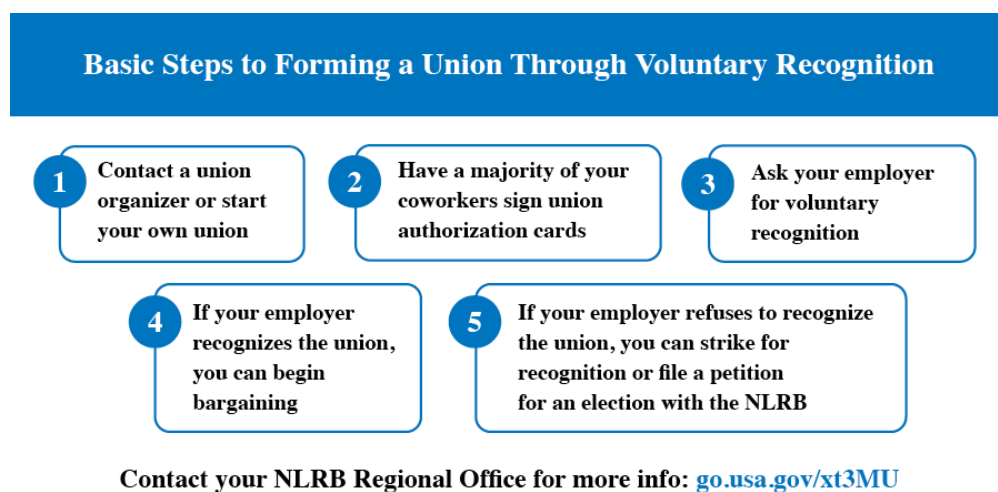 Basic Steps to Forming a Union Through Voluntary Recognition
1
Contact a union
organizer or start
your own union
2
Have a majority of your
coworkers sign union
authorization cards
3
Ask your employer
for voluntary
recognition
4
If your employer
recognizes the union,
you can begin
bargaining
5
If your employer refuses to recognize
the union, you can strike for
recognition or file a petition
for an election with the NLRB
Contact your NLRB Regional Office for more info: go.usa.gov/xt3MU